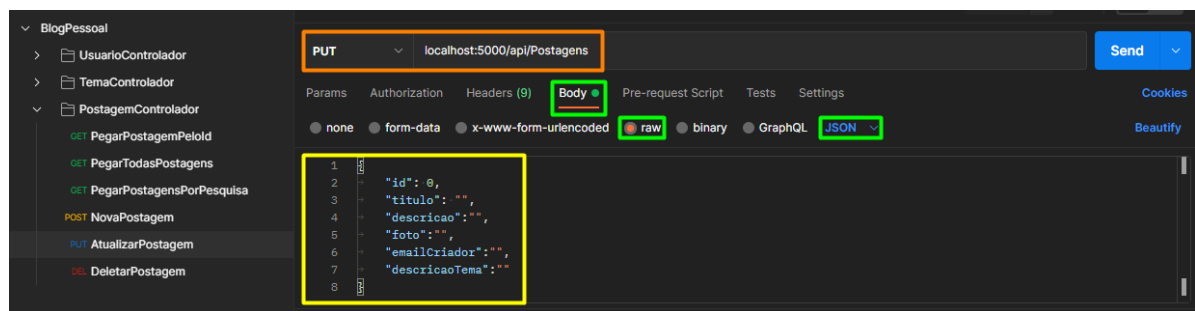 BlogPessoal
UsuarioControlador
TemaControlador
PostagemControlador
GET PegarPostagemPeloId
GET PegarTodasPostagens
GET PegarPostagensPorPesquisa
POST NovaPostagem
PUT AtualizarPostagem
DEL DeletarPostagem
PUT localhost:5000/api/Postagens Send
Params Authorization Headers (9) Body Pre-request Script Tests Settings Cookies
none form-data x-www-form-urlencoded raw binary GraphQL JSON Beautify
1 {
2 "id": 0,
3 "titulo": "",
4 "descricao":"",
5 "foto":"",
6 "emailCriador":"",
7 "descricaoTema":""
8 }